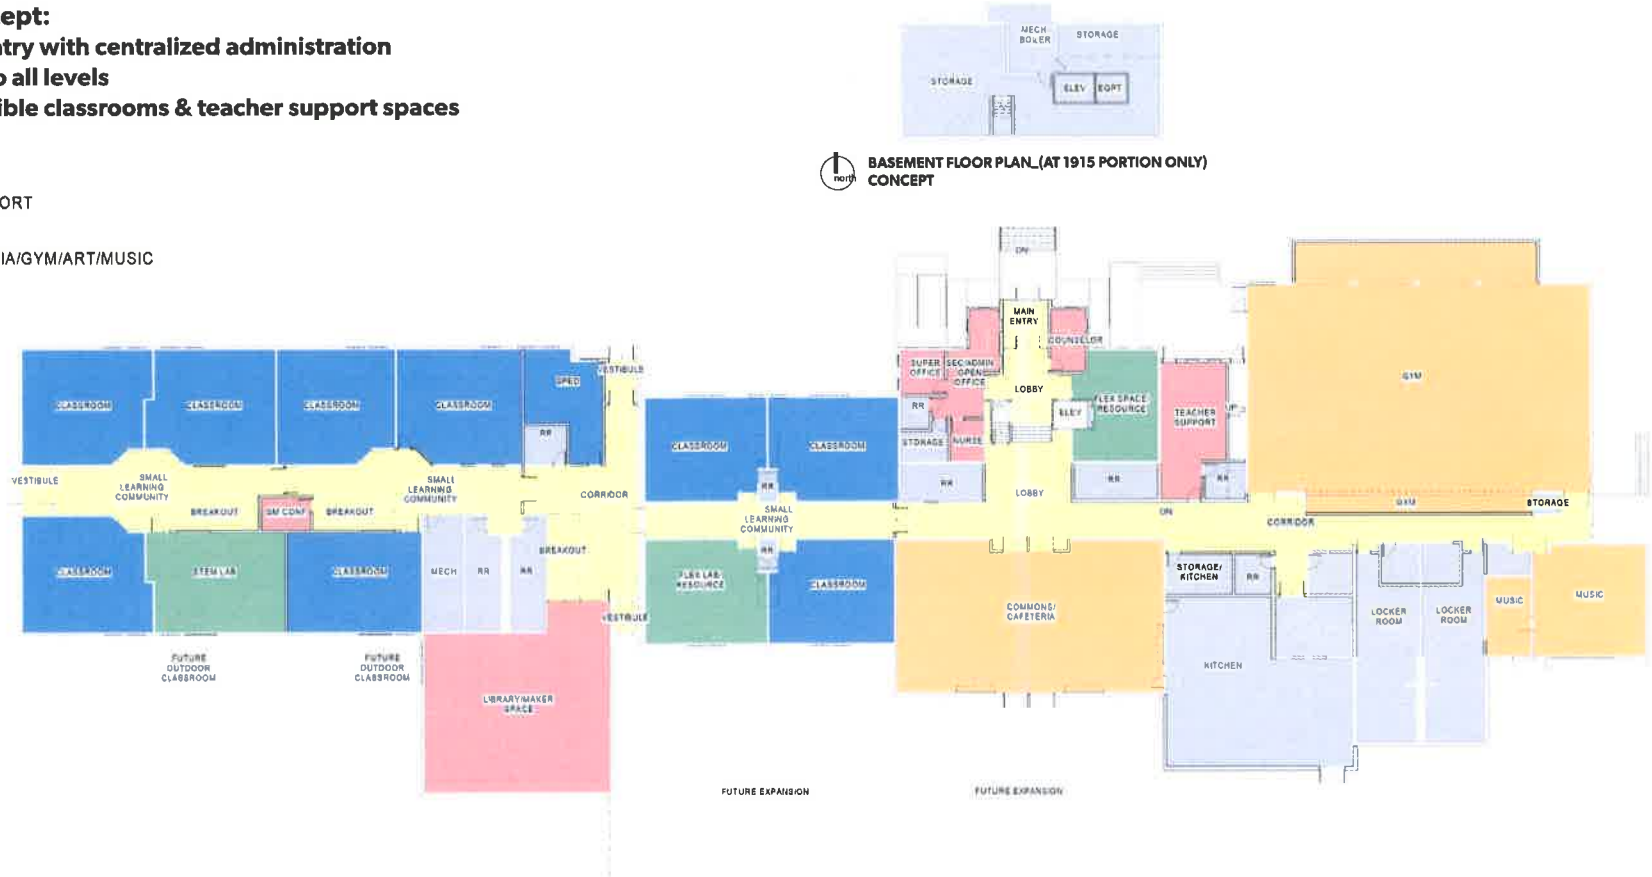 ept:
ntry with centralized administration
o all levels
ible classrooms & teacher support spaces
ORT
IA/GYM/ART/MUSIC
MECH
BOILER
STORAGE
STORAGE
ELEV
EQPT
north
BASEMENT FLOOR PLAN_(AT 1915 PORTION ONLY)
CONCEPT
DN
MAIN
ENTRY
COUNSELOR
SUPER
OFFICE
SEC/ADMIN
OPEN
OFFICE
LOBBY
RR
ELEV
FLEX SPACE/
RESOURCE
TEACHER
SUPPORT
UP
GYM
STORAGE
NURSE
RR
LOBBY
RR
RR
DN
CORRIDOR
GYM
STORAGE
CLASSROOM
CLASSROOM
CLASSROOM
CLASSROOM
SPED
VESTIBULE
RR
CLASSROOM
CLASSROOM
VESTIBULE
SMALL
LEARNING
COMMUNITY
SMALL
LEARNING
COMMUNITY
BREAKOUT
SM CONF
BREAKOUT
CORRIDOR
RR
SMALL
LEARNING
COMMUNITY
RR
BREAKOUT
CLASSROOM
STEM LAB
CLASSROOM
MECH
RR
RR
FLEX LAB/
RESOURCE
CLASSROOM
VESTIBULE
COMMONS/
CAFETERIA
STORAGE/
KITCHEN
RR
KITCHEN
LOCKER
ROOM
LOCKER
ROOM
MUSIC
MUSIC
FUTURE
OUTDOOR
CLASSROOM
FUTURE
OUTDOOR
CLASSROOM
LIBRARY/MAKER
SPACE
FUTURE EXPANSION
FUTURE EXPANSION